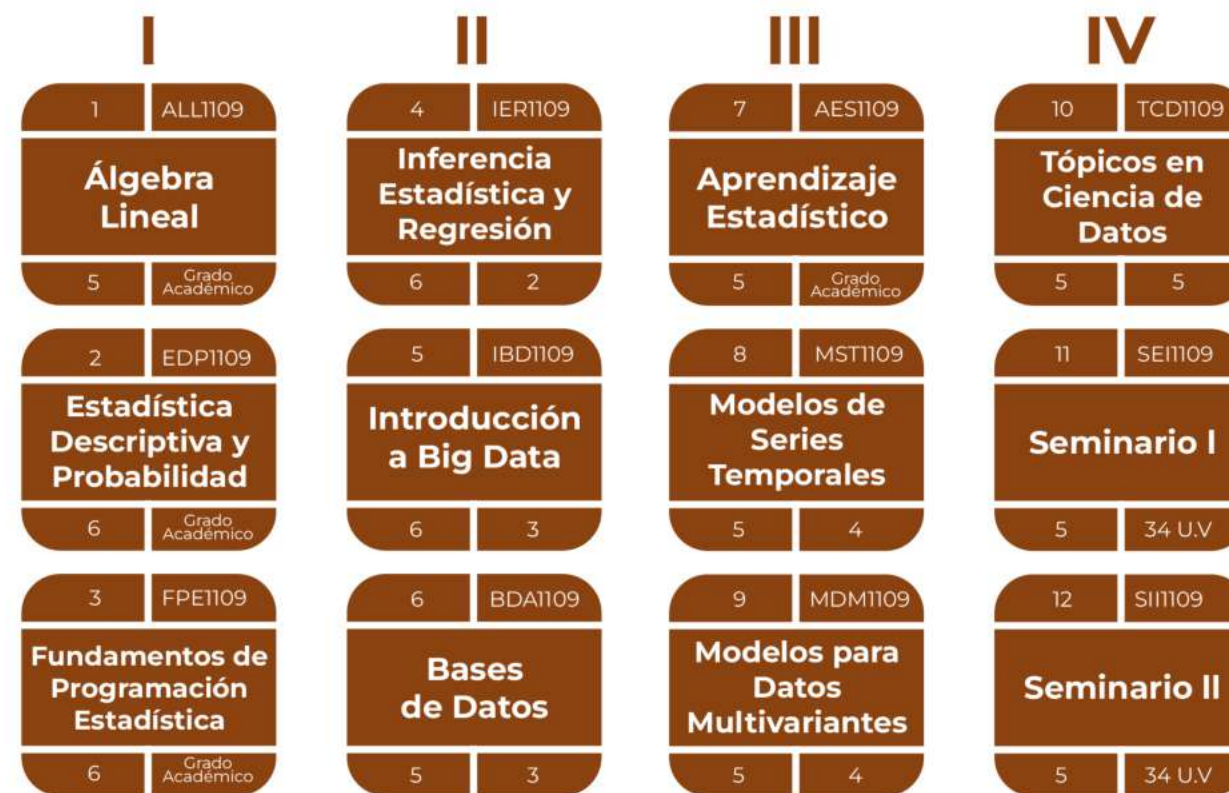 I
1 ALL1109
Álgebra
Lineal
5 Grado
Académico
2 EDP1109
Estadística
Descriptiva y
Probabilidad
6 Grado
Académico
3 FPE1109
Fundamentos de
Programación
Estadística
6 Grado
Académico
II
4 IER1109
Inferencia
Estadística y
Regresión
6 2
5 IBD1109
Introducción
a Big Data
6 3
6 BDA1109
Bases
de Datos
5 3
III
7 AES1109
Aprendizaje
Estadístico
5 Grado
Académico
8 MST1109
Modelos de
Series
Temporales
5 4
9 MDM1109
Modelos para
Datos
Multivariantes
5 4
IV
10 TCD1109
Tópicos en
Ciencia de
Datos
5 5
11 SEI1109
Seminario I
5 34 U.V
12 SII1109
Seminario II
5 34 U.V